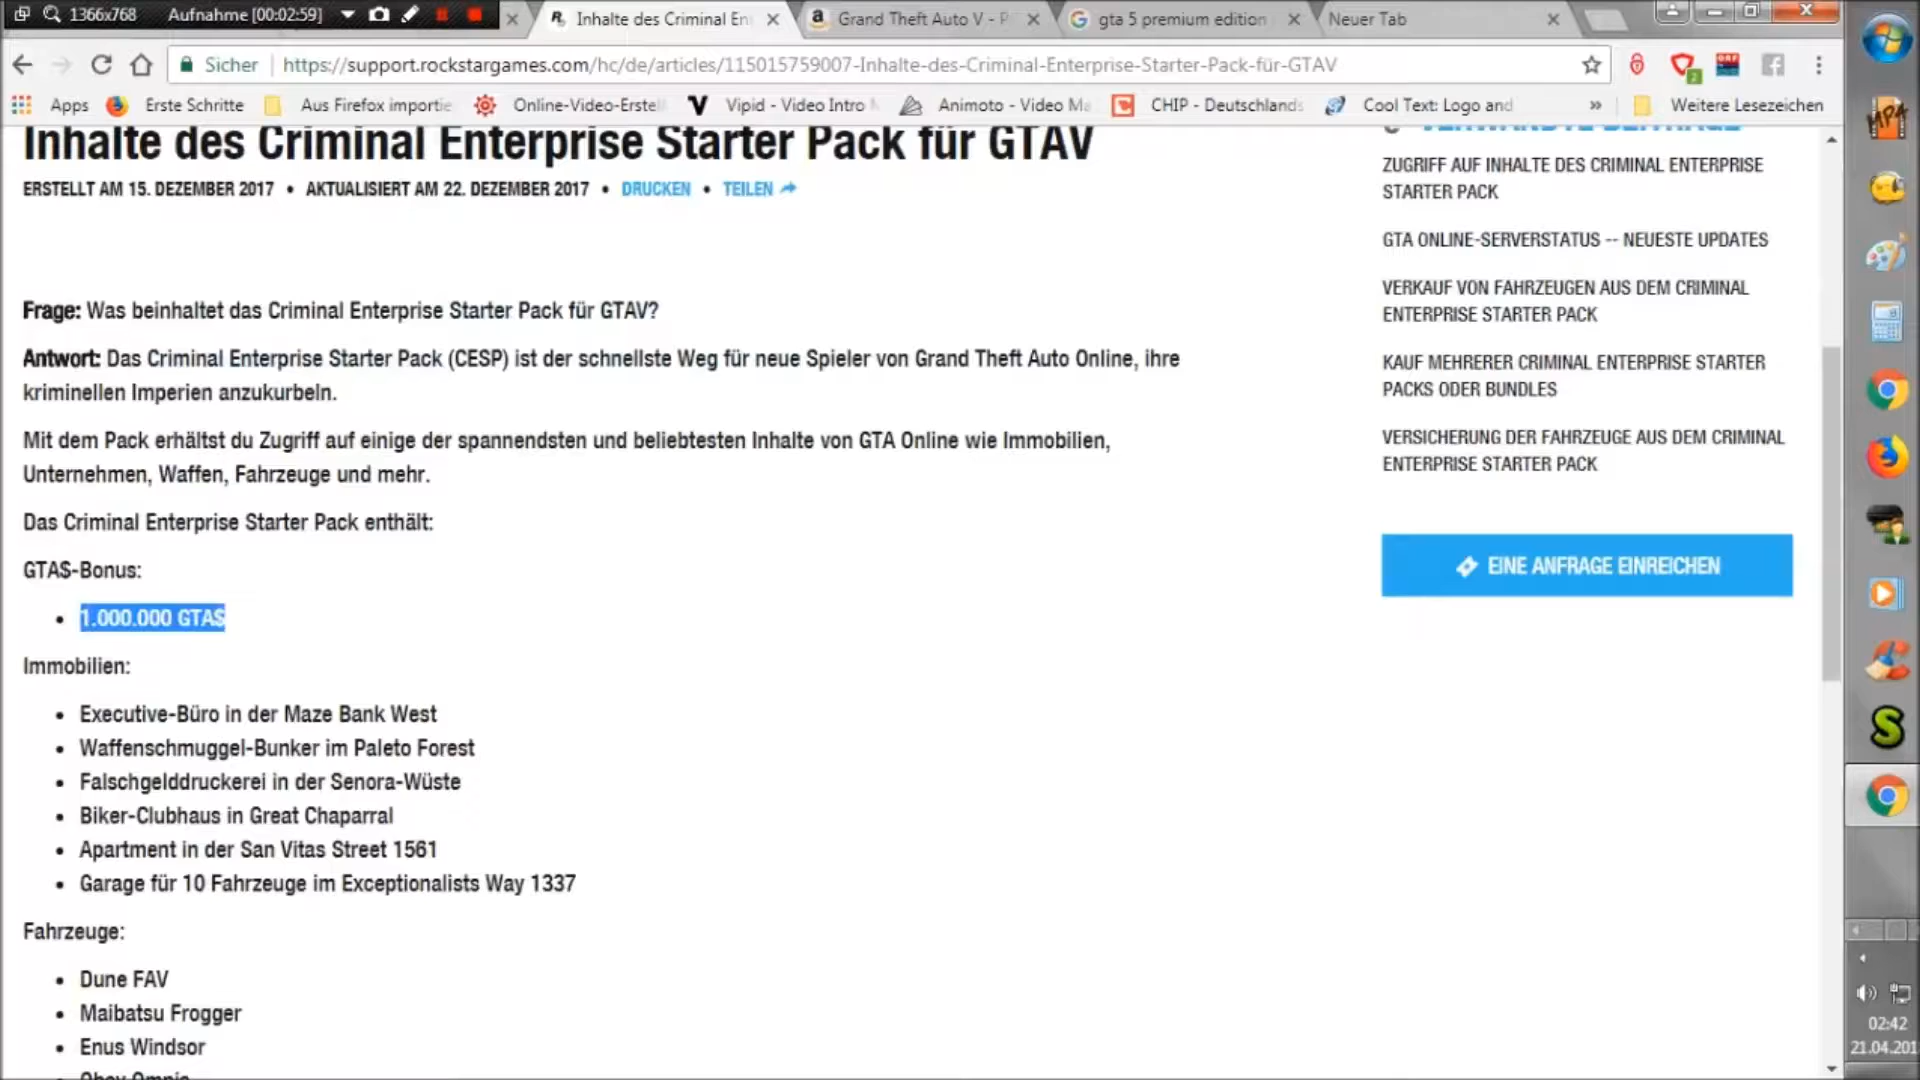 1366x768 Aufnahme [00:02:59]
Inhalte des Criminal En
Grand Theft Auto V - P
gta 5 premium edition
Neuer Tab
Sicher https://support.rockstargames.com/hc/de/articles/115015759007-Inhalte-des-Criminal-Enterprise-Starter-Pack-für-GTAV
Apps Erste Schritte Aus Firefox importie Online-Video-Erstel Vipid - Video Intro Animoto - Video Ma CHIP - Deutschlands Cool Text: Logo and » Weitere Lesezeichen
Inhalte des Criminal Enterprise Starter Pack für GTAV
ERSTELLT AM 15. DEZEMBER 2017 • AKTUALISIERT AM 22. DEZEMBER 2017 • DRUCKEN • TEILEN
Frage: Was beinhaltet das Criminal Enterprise Starter Pack für GTAV?
Antwort: Das Criminal Enterprise Starter Pack (CESP) ist der schnellste Weg für neue Spieler von Grand Theft Auto Online, ihre
kriminellen Imperien anzukurbeln.
Mit dem Pack erhältst du Zugriff auf einige der spannendsten und beliebtesten Inhalte von GTA Online wie Immobilien,
Unternehmen, Waffen, Fahrzeuge und mehr.
Das Criminal Enterprise Starter Pack enthält:
GTA$-Bonus:
• 1.000.000 GTA$
Immobilien:
• Executive-Büro in der Maze Bank West
• Waffenschmuggel-Bunker im Paleto Forest
• Falschgelddruckerei in der Senora-Wüste
• Biker-Clubhaus in Great Chaparral
• Apartment in der San Vitas Street 1561
• Garage für 10 Fahrzeuge im Exceptionalists Way 1337
Fahrzeuge:
• Dune FAV
• Maibatsu Frogger
• Enus Windsor
• Obey Omnis
VERWANDTE BEITRÄGE
ZUGRIFF AUF INHALTE DES CRIMINAL ENTERPRISE
STARTER PACK
GTA ONLINE-SERVERSTATUS -- NEUESTE UPDATES
VERKAUF VON FAHRZEUGEN AUS DEM CRIMINAL
ENTERPRISE STARTER PACK
KAUF MEHRERER CRIMINAL ENTERPRISE STARTER
PACKS ODER BUNDLES
VERSICHERUNG DER FAHRZEUGE AUS DEM CRIMINAL
ENTERPRISE STARTER PACK
EINE ANFRAGE EINREICHEN
MP4
02:42
21.04.201